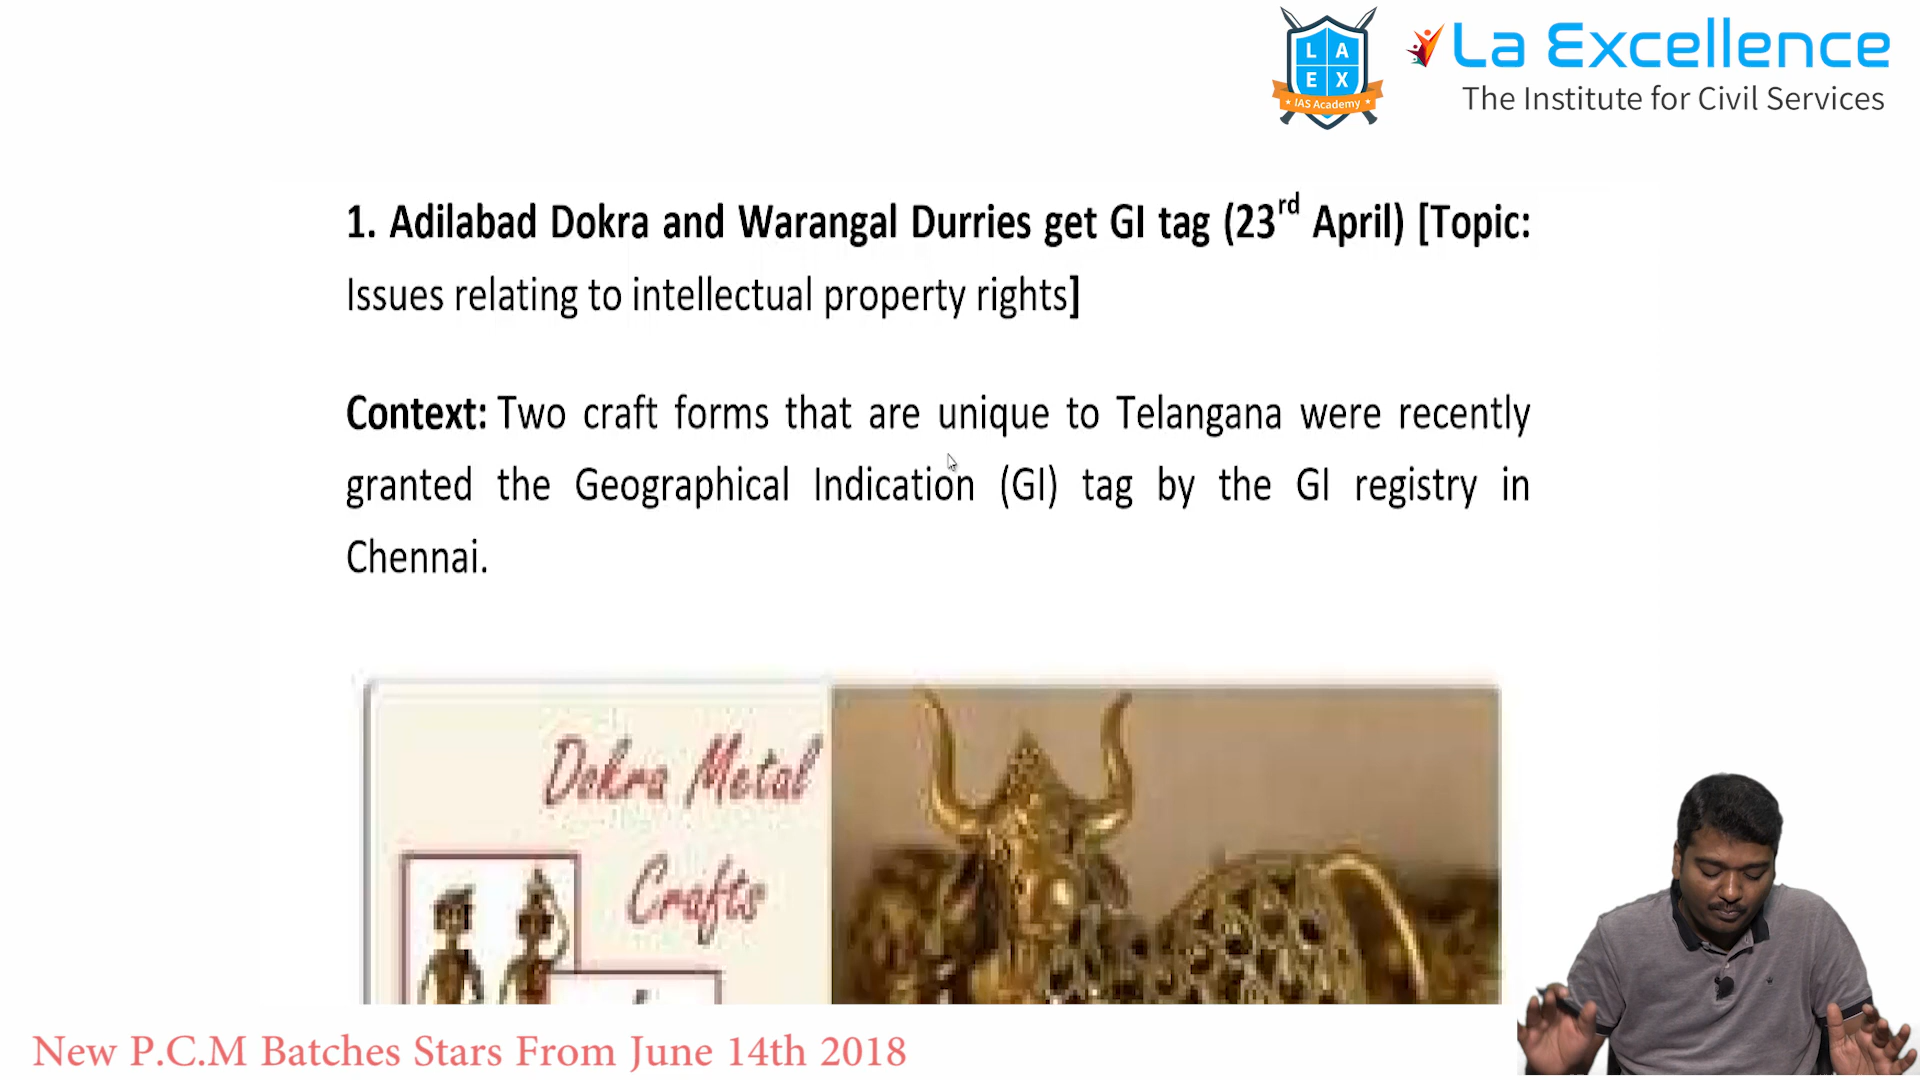 L A
E X
IAS Academy
La Excellence
The Institute for Civil Services
1. Adilabad Dokra and Warangal Durries get GI tag (23rd April) [Topic:
Issues relating to intellectual property rights]
Context: Two craft forms that are unique to Telangana were recently
granted the Geographical Indication (GI) tag by the GI registry in
Chennai.
Dokra Metal
Crafts
New P.C.M Batches Stars From June 14th 2018